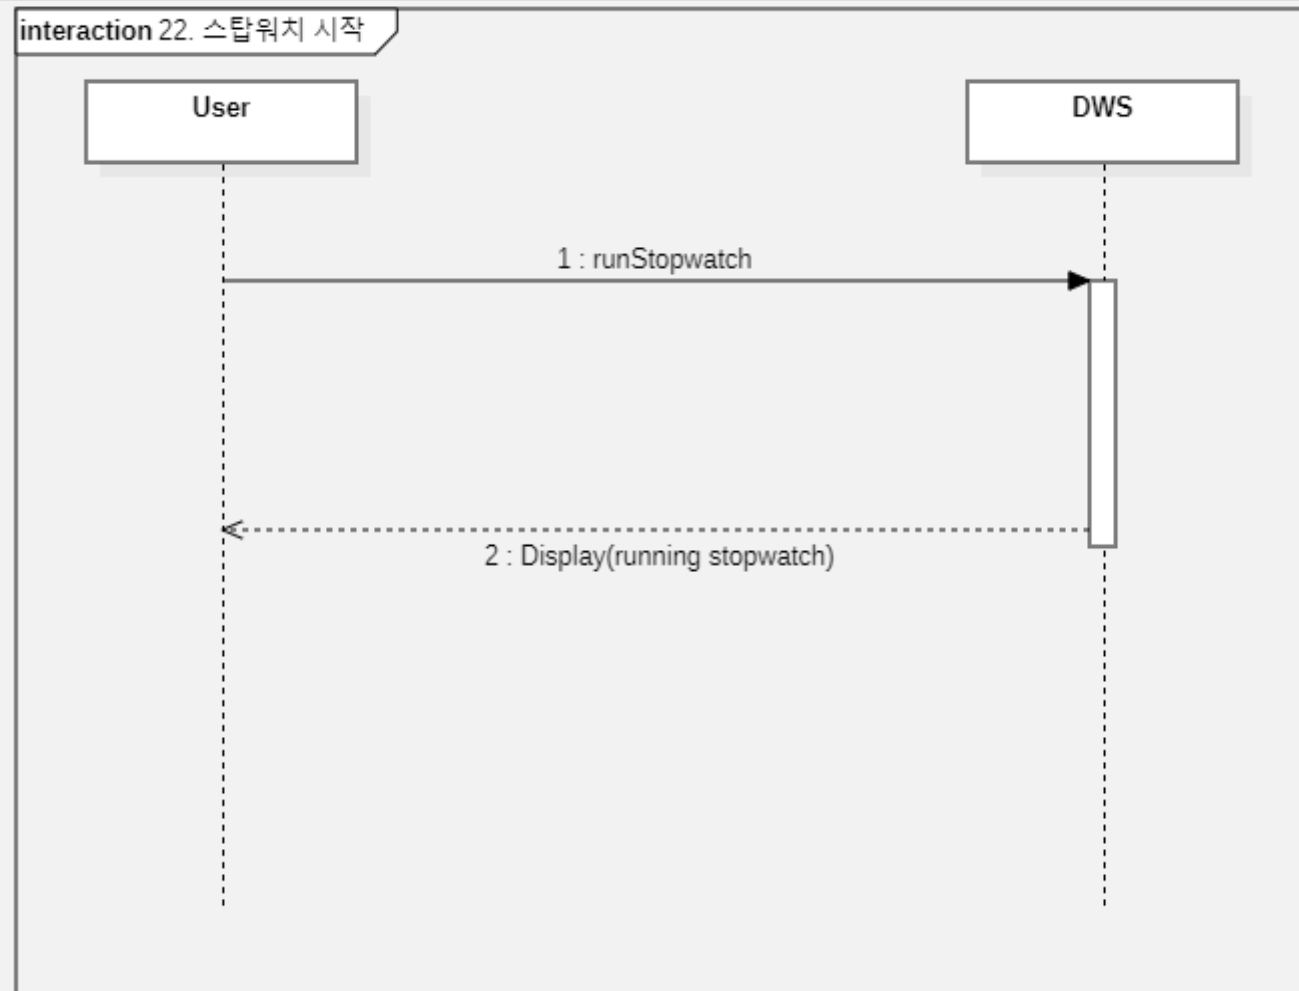 interaction 22. 스탑워치 시작
User
DWS
1 : runStopwatch
2 : Display(running stopwatch)